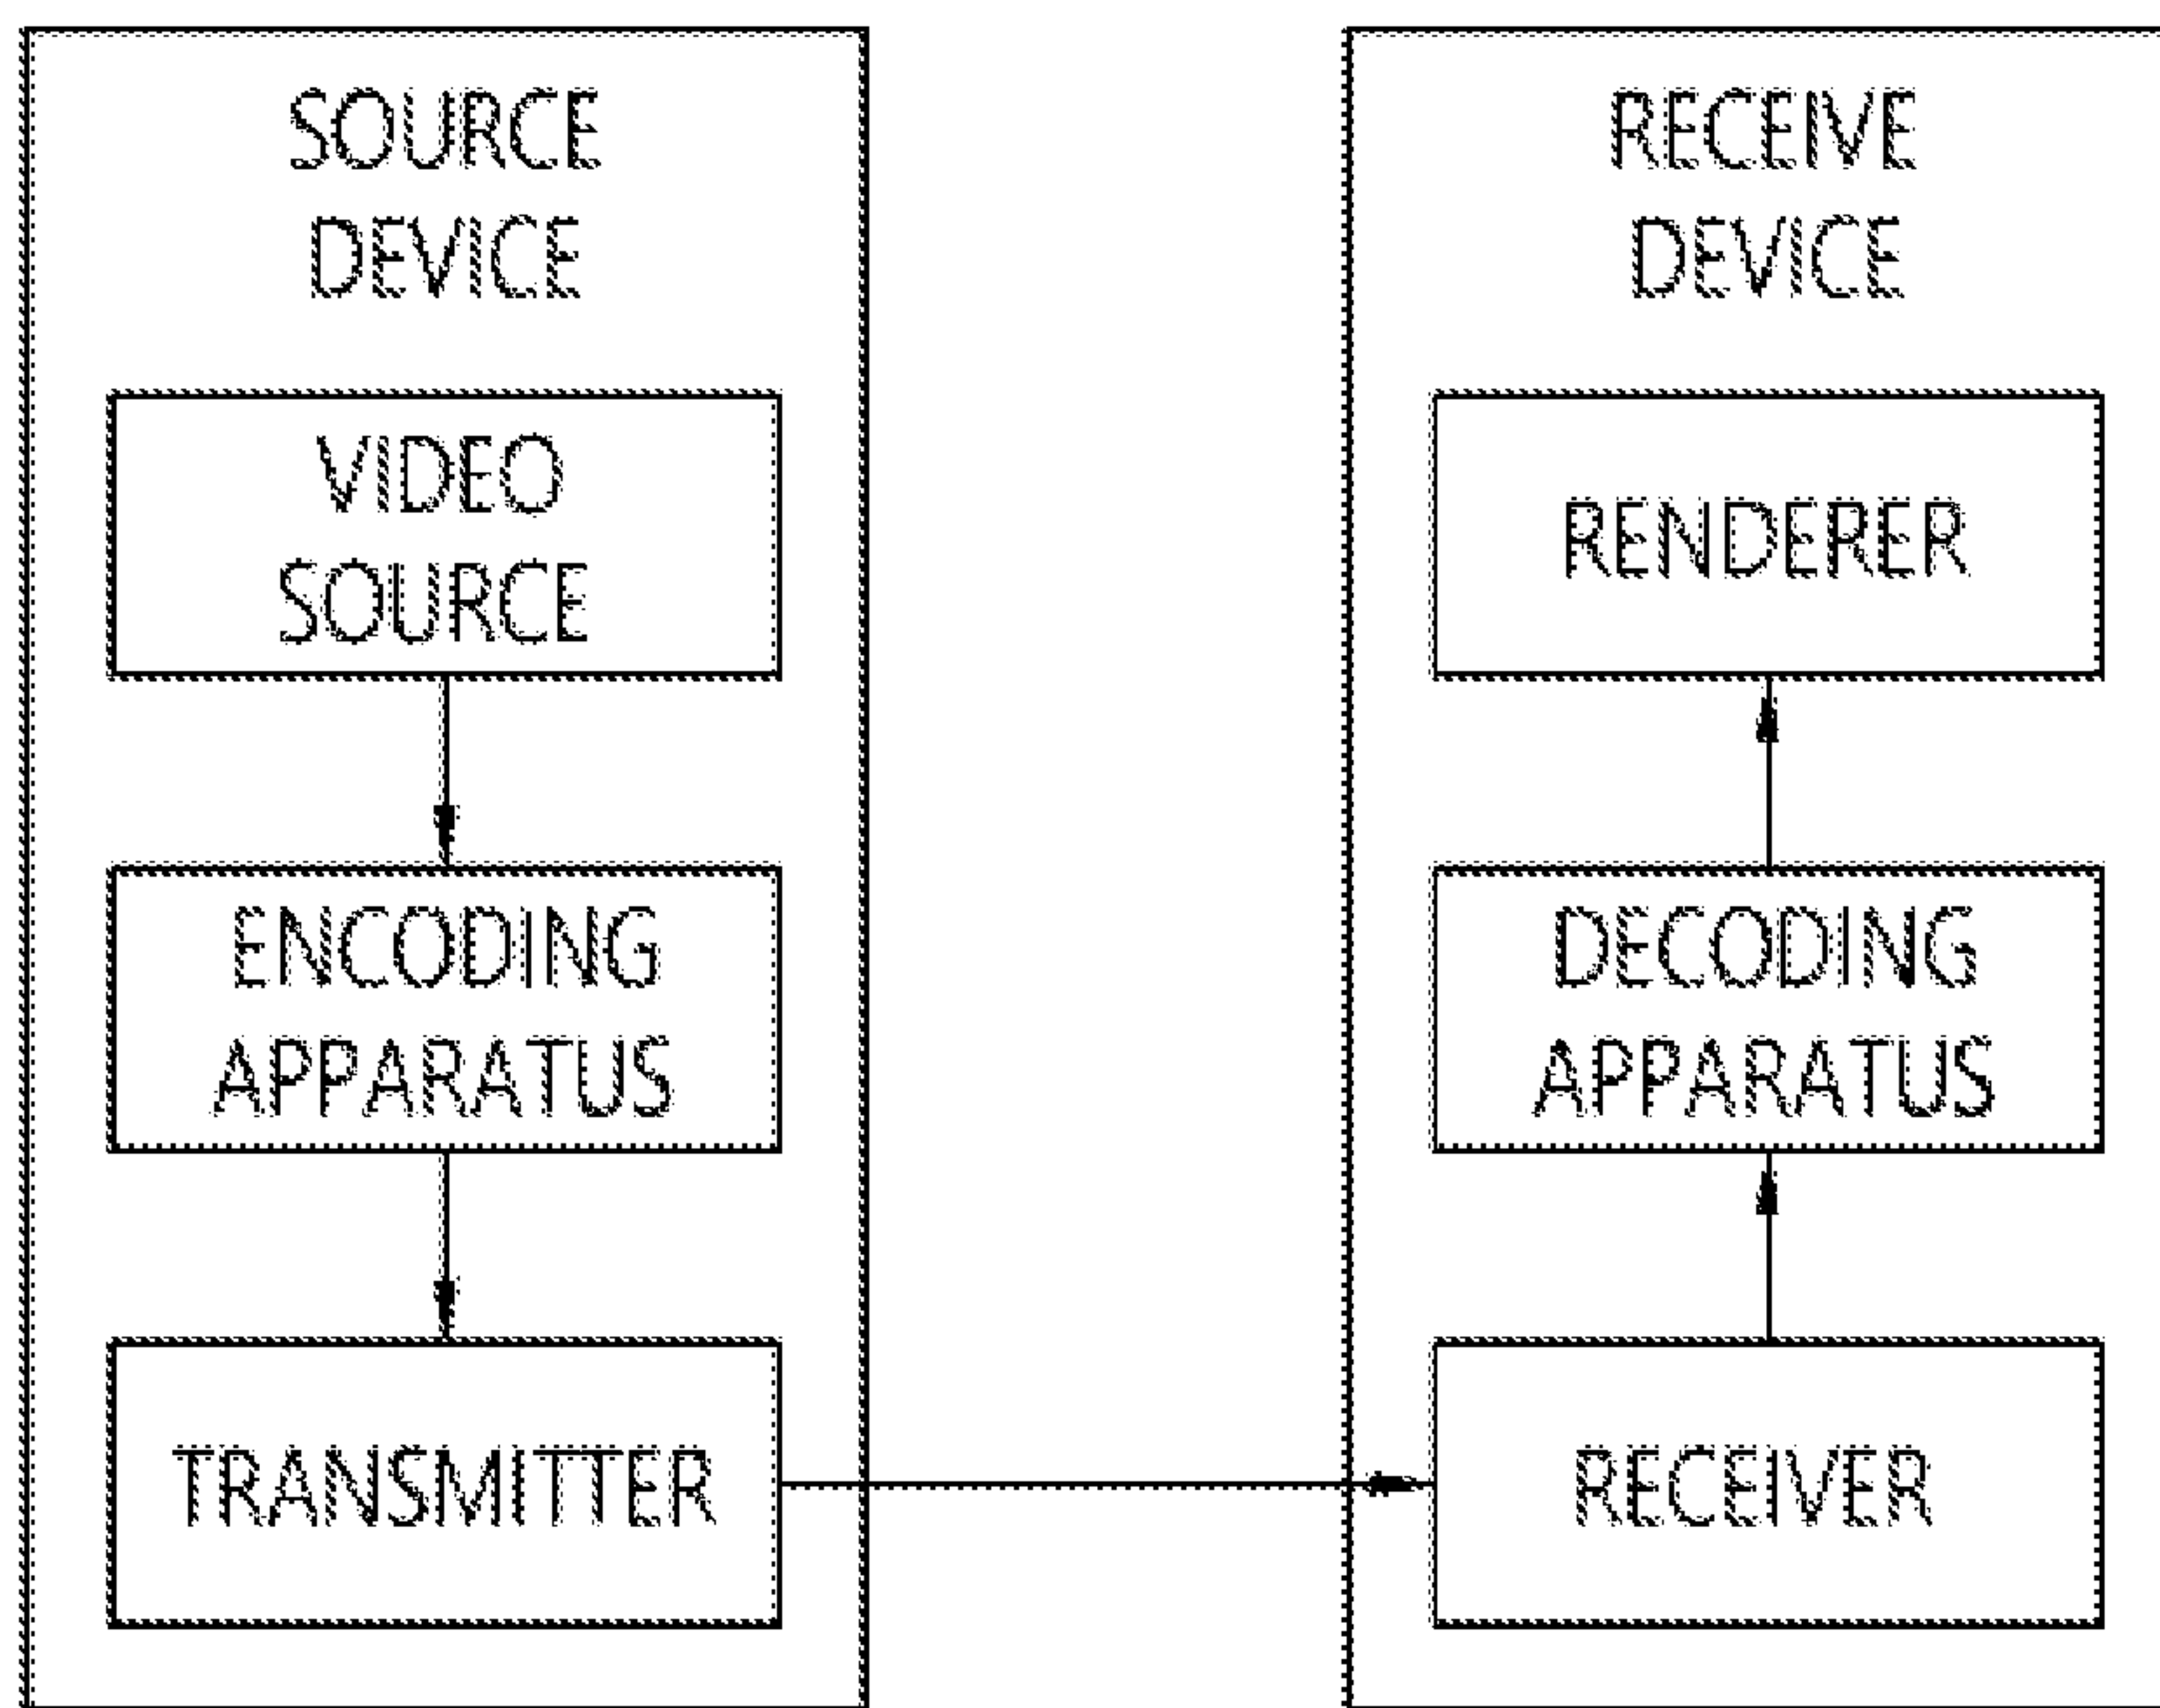 SOURCE
DEVICE
VIDEO
SOURCE
ENCODING
APPARATUS
TRANSMITTER
RECEIVE
DEVICE
RENDERER
DECODING
APPARATUS
RECEIVER